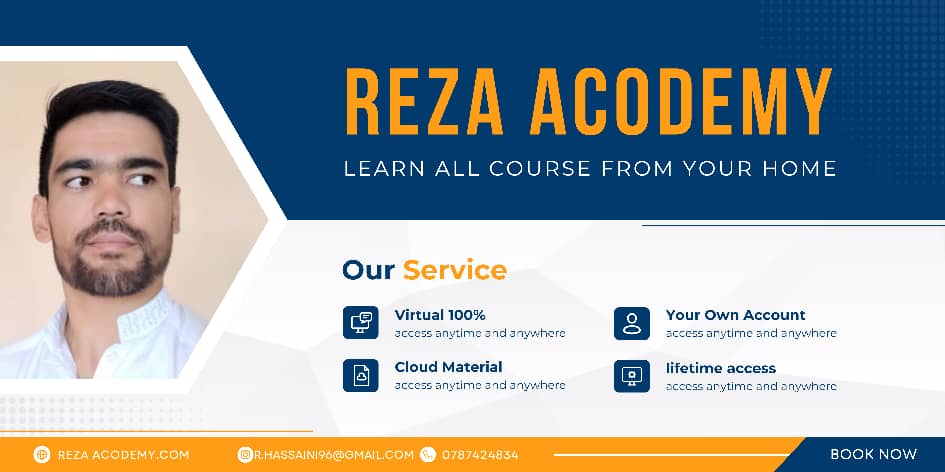 REZA ACODEMY
LEARN ALL COURSE FROM YOUR HOME
Our Service
Virtual 100%
access anytime and anywhere
Your Own Account
access anytime and anywhere
Cloud Material
access anytime and anywhere
lifetime access
access anytime and anywhere
REZA ACODEMY.COM R.HASSAINI96@GMAIL.COM 0787424834 BOOK NOW